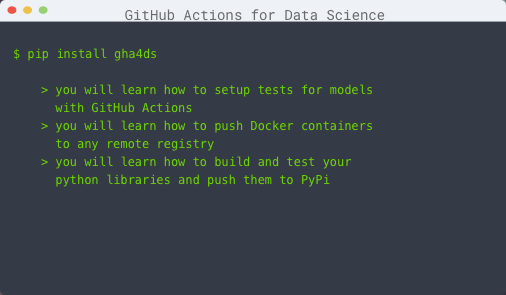 GitHub Actions for Data Science
$ pip install gha4ds
> you will learn how to setup tests for models
with GitHub Actions
> you will learn how to push Docker containers
to any remote registry
> you will learn how to build and test your
python libraries and push them to PyPi